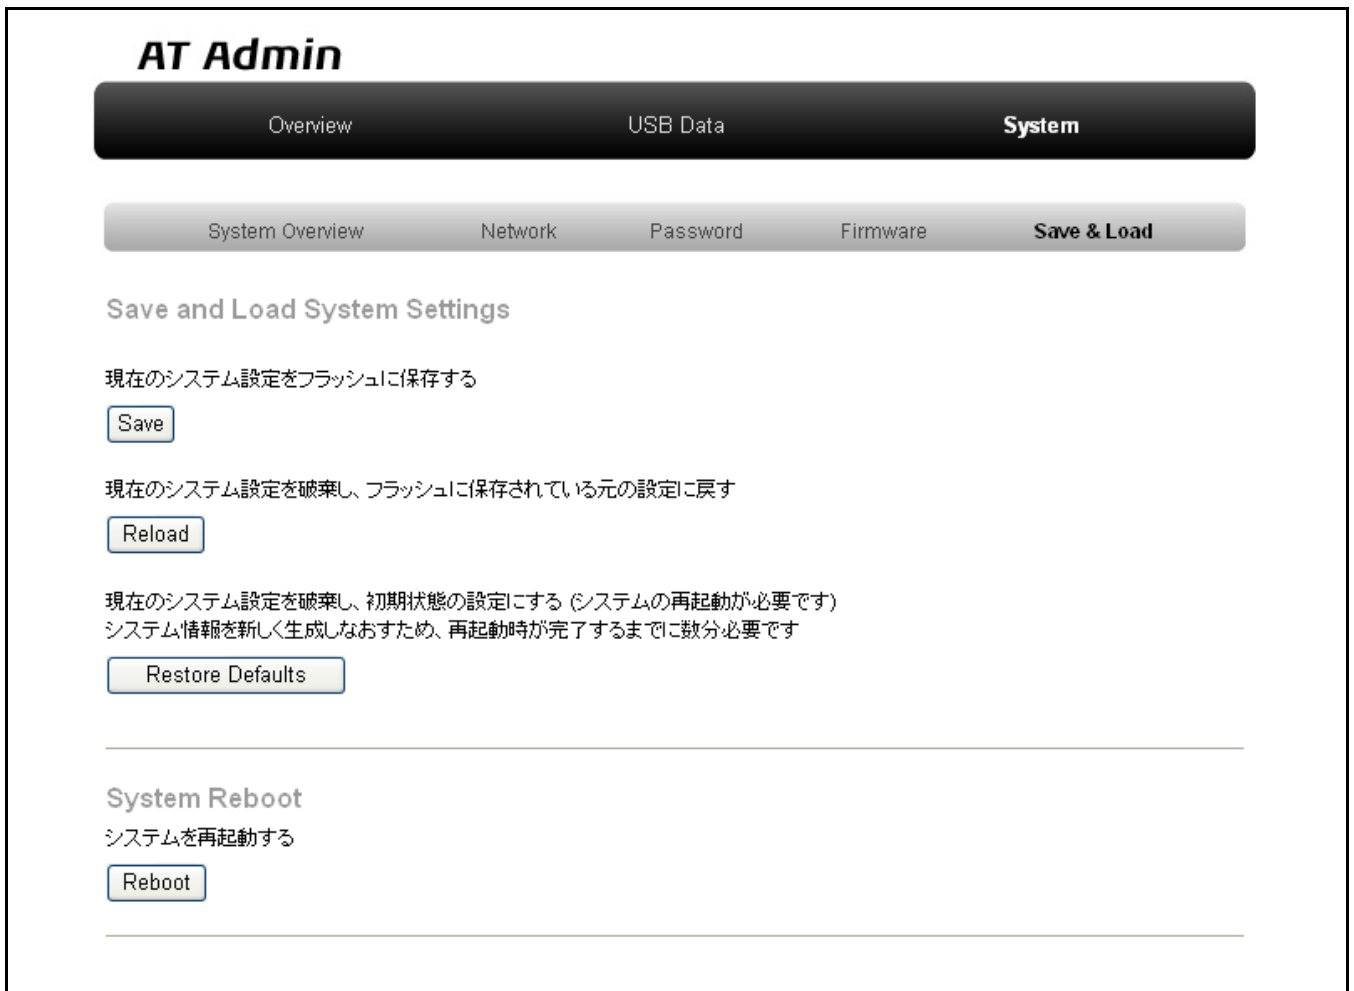 AT Admin
Overview USB Data System
System Overview Network Password Firmware Save & Load
Save and Load System Settings
現在のシステム設定をフラッシュに保存する
Save
現在のシステム設定を破棄し、フラッシュに保存されている元の設定に戻す
Reload
現在のシステム設定を破棄し、初期状態の設定にする (システムの再起動が必要です)
システム情報を新しく生成しなおすため、再起動時が完了するまでに数分必要です
Restore Defaults
System Reboot
システムを再起動する
Reboot